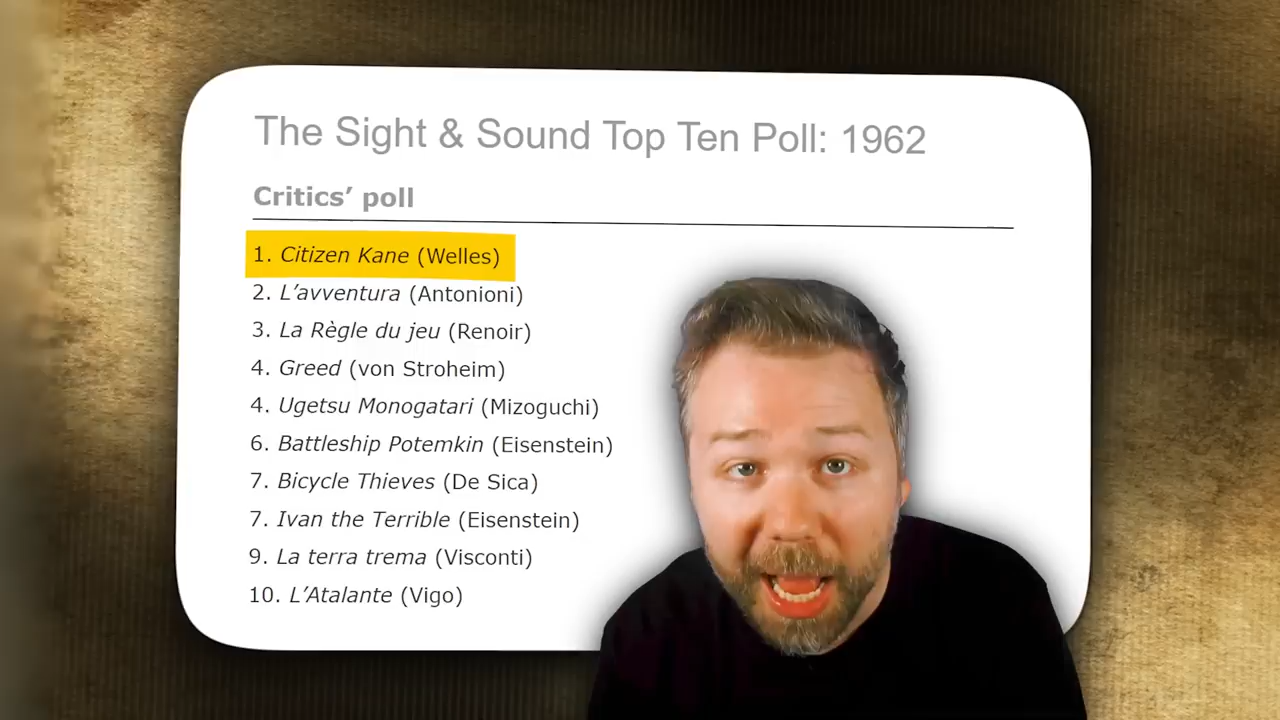 The Sight & Sound Top Ten Poll: 1962
Critics’ poll
1. Citizen Kane (Welles)
2. L’avventura (Antonioni)
3. La Règle du jeu (Renoir)
4. Greed (von Stroheim)
4. Ugetsu Monogatari (Mizoguchi)
6. Battleship Potemkin (Eisenstein)
7. Bicycle Thieves (De Sica)
7. Ivan the Terrible (Eisenstein)
9. La terra trema (Visconti)
10. L’Atalante (Vigo)